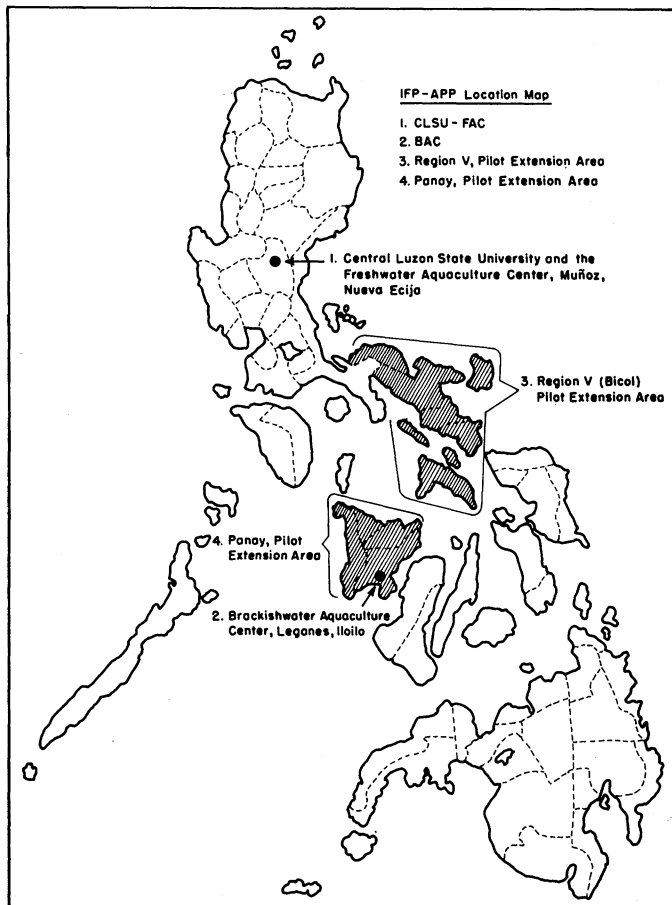 IFP-APP Location Map
1. CLSU-FAC
2. BAC
3. Region V, Pilot Extension Area
4. Panay, Pilot Extension Area
1. Central Luzon State University and the
Freshwater Aquaculture Center, Muñoz,
Nueva Ecija
3. Region V (Bicol)
Pilot Extension Area
4. Panay, Pilot
Extension Area
2. Brackishwater Aquaculture
Center, Leganes, Iloilo